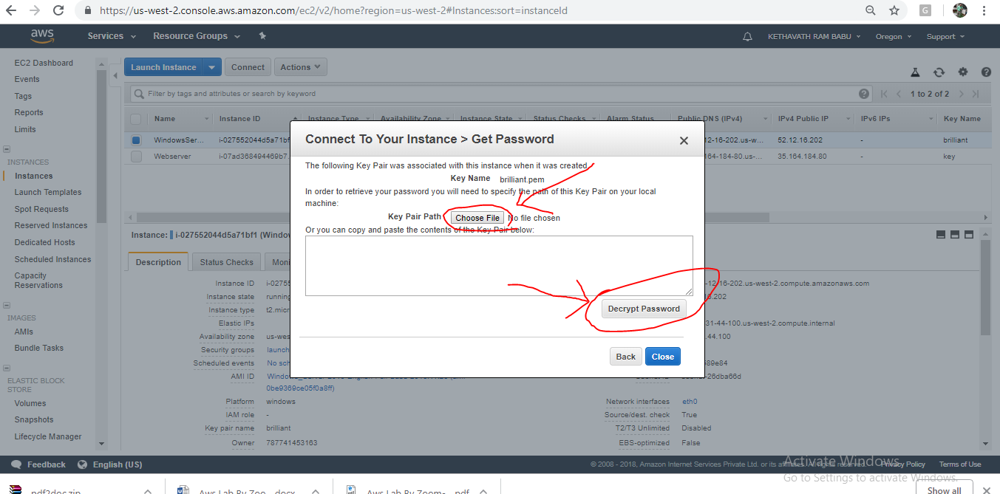 https://us-west-2.console.aws.amazon.com/ec2/v2/home?region=us-west-2#Instances:sort=instanceId
G
aws Services Resource Groups KETHAVATH RAM BABU Oregon Support
EC2 Dashboard
Events
Tags
Reports
Limits
INSTANCES
Instances
Launch Templates
Spot Requests
Reserved Instances
Dedicated Hosts
Scheduled Instances
Capacity
Reservations
IMAGES
AMIs
Bundle Tasks
ELASTIC BLOCK
STORE
Volumes
Snapshots
Lifecycle Manager
Launch Instance Connect Actions
Filter by tags and attributes or search by keyword 1 to 2 of 2
Name Instance ID Instance Type Availability Zone Instance State Status Checks Alarm Status Public DNS (IPv4) IPv4 Public IP IPv6 IPs Key Name
WindowsSer... i-027552044d5a71bf 12-16-202.us-w... 52.12.16.202 - brilliant
Webserver i-07ad368494469b7. 164-184-80.us-... 35.164.184.80 - key
Connect To Your Instance > Get Password
The following Key Pair was associated with this instance when it was created.
Key Name brilliant.pem
In order to retrieve your password you will need to specify the path of this Key Pair on your local
machine:
Key Pair Path Choose File No file chosen
Or you can copy and paste the contents of the Key Pair below:
Decrypt Password
Back Close
Instance: i-027552044d5a71bf1 (Window
Description Status Checks Moni
Instance ID i-0275 -12-16-202.us-west-2.compute.amazonaws.com
Instance state running .202
Instance type t2.micr
Elastic IPs 31-44-100.us-west-2.compute.internal
Availability zone us-wes .44.100
Security groups launch
Scheduled events No sch 589e84
AMI ID -26dba66d
0be9369ce05f0a8ff)
Platform windows Network interfaces eth0
IAM role - Source/dest. check True
Key pair name brilliant T2/T3 Unlimited Disabled
Owner 787741453163 EBS-optimized False
Feedback English (US) © 2008 - 2018, Amazon Internet Services Private Ltd. or its affiliates. All rights reserved. Privacy Policy Terms of Use
Activate Windows
Go to Settings to activate Windows.
pdf2doc.zip Aws Lab By Zoo....docx Aws Lab By Zoom-....pdf Show all